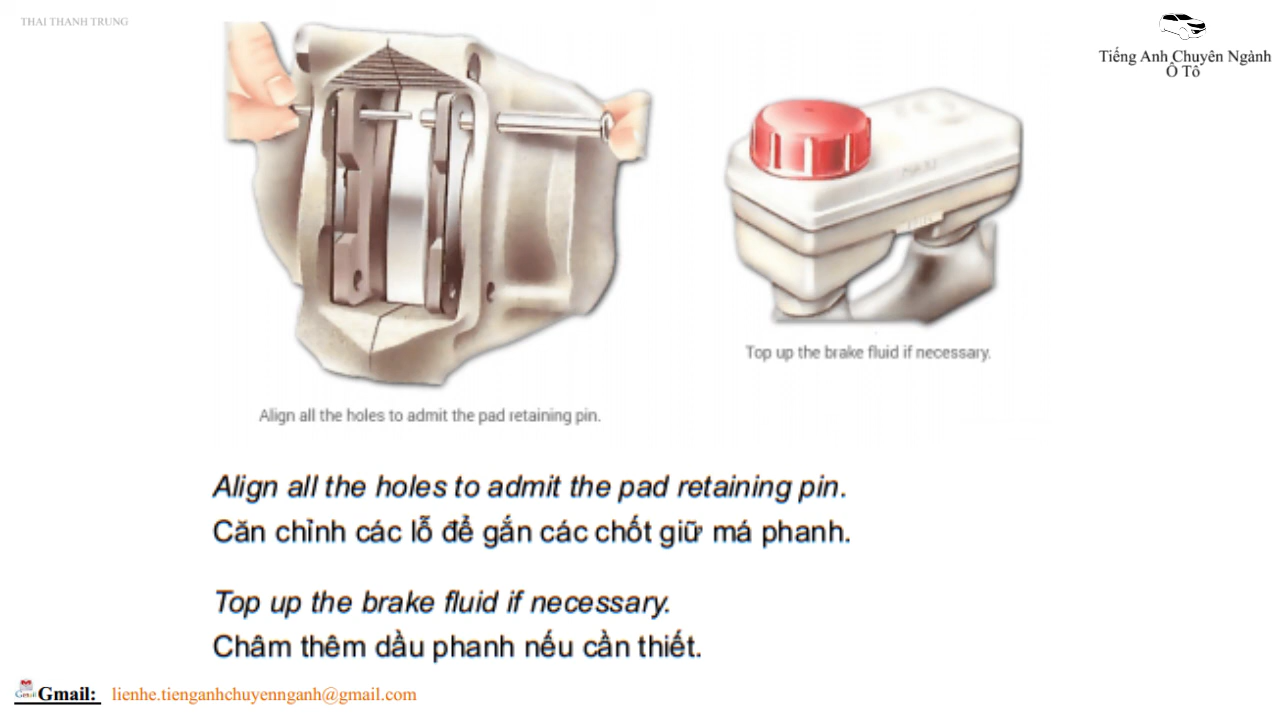 THAI THANH TRUNG
Tiếng Anh Chuyên Ngành
Ô Tô
Top up the brake fluid if necessary.
Align all the holes to admit the pad retaining pin.
Align all the holes to admit the pad retaining pin.
Căn chỉnh các lỗ để gắn các chốt giữ má phanh.
Top up the brake fluid if necessary.
Châm thêm dầu phanh nếu cần thiết.
Gmail: lienhe.tienganhchuyennganh@gmail.com